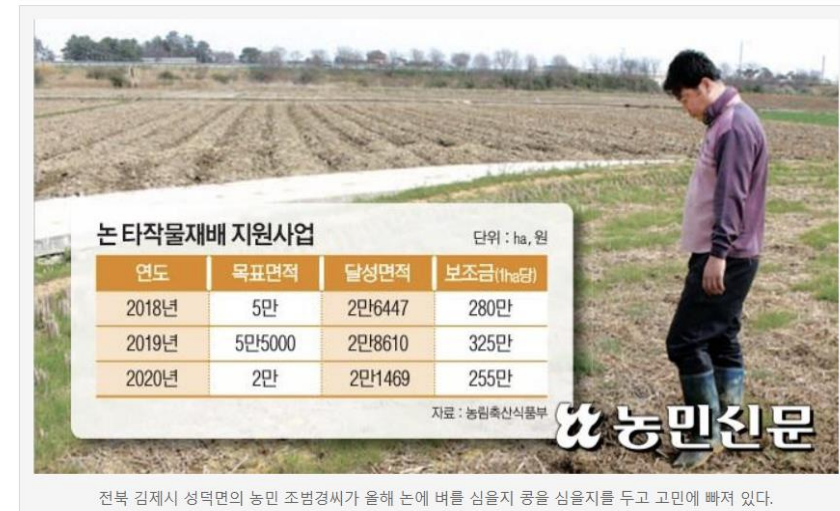 논 타작물재배 지원사업
단위 : ha, 원
연도 목표면적 달성면적 보조금(1ha당)
2018년 5만 2만6447 280만
2019년 5만5000 2만8610 325만
2020년 2만 2만1469 255만
자료 : 농림축산식품부
농민신문
전북 김제시 성덕면의 농민 조범경씨가 올해 논에 벼를 심을지 콩을 심을지를 두고 고민에 빠져 있다.